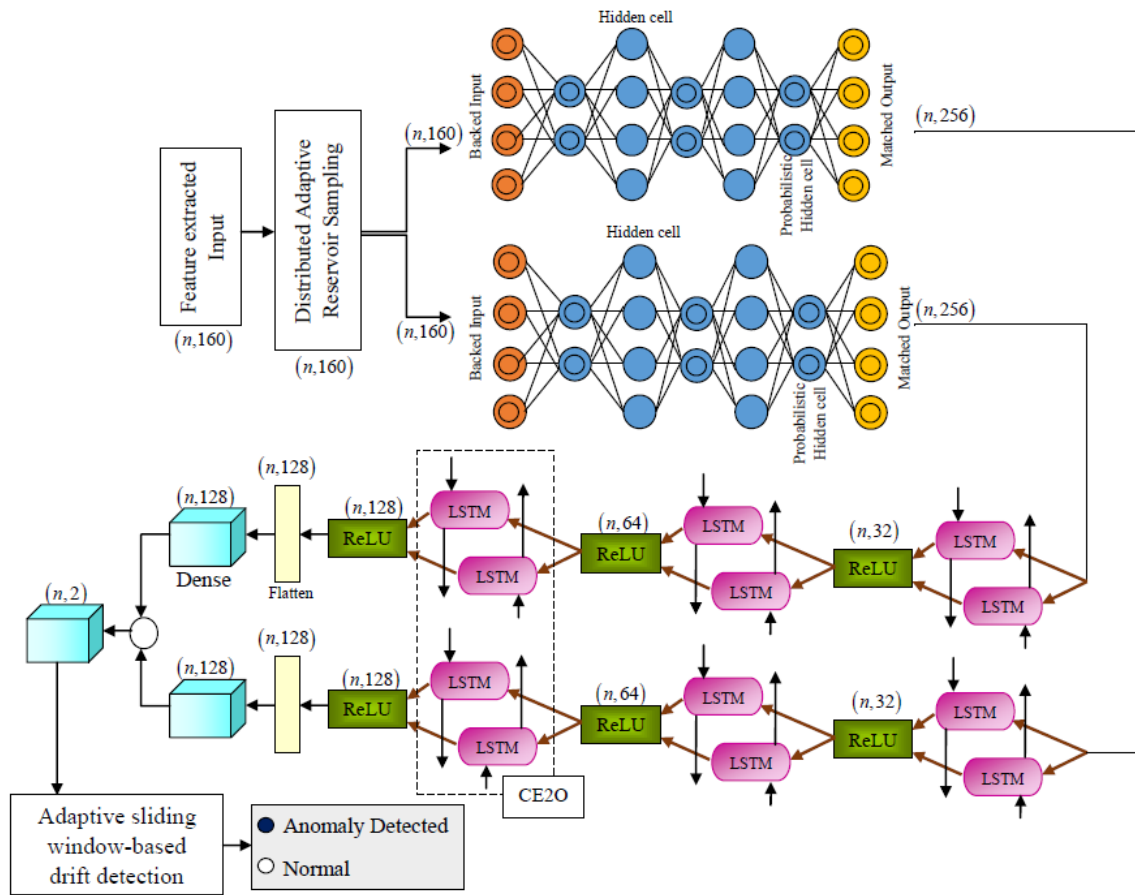 Feature extracted
Input
(n,160)
Distributed Adaptive
Reservoir Sampling
(n,160)
(n,160)
(n,160)
Hidden cell
Backed Input
Probabilistic
Hidden cell
Matched Output
(n,256)
Hidden cell
Backed Input
Probabilistic
Hidden cell
Matched Output
(n,256)
LSTM
LSTM
(n,32)
ReLU
LSTM
LSTM
(n,64)
ReLU
LSTM
LSTM
(n,128)
ReLU
(n,128)
Flatten
(n,128)
Dense
LSTM
LSTM
(n,32)
ReLU
LSTM
LSTM
(n,64)
ReLU
LSTM
LSTM
CE2O
(n,128)
ReLU
(n,128)
(n,128)
(n,2)
Adaptive sliding
window-based
drift detection
Anomaly Detected
Normal